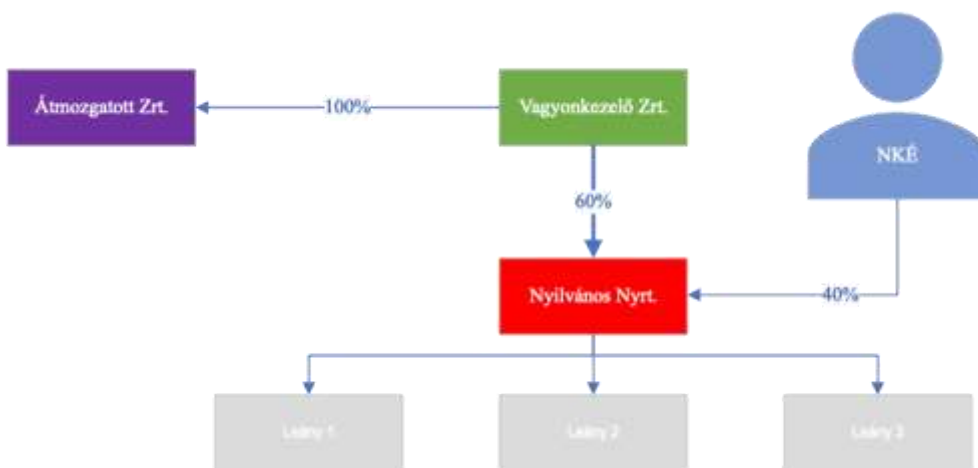 Átmozgatott Zrt.
100%
Vagyonkezelő Zrt.
NKÉ
60%
Nyilvános Nyrt.
40%
Leány 1
Leány 2
Leány 3